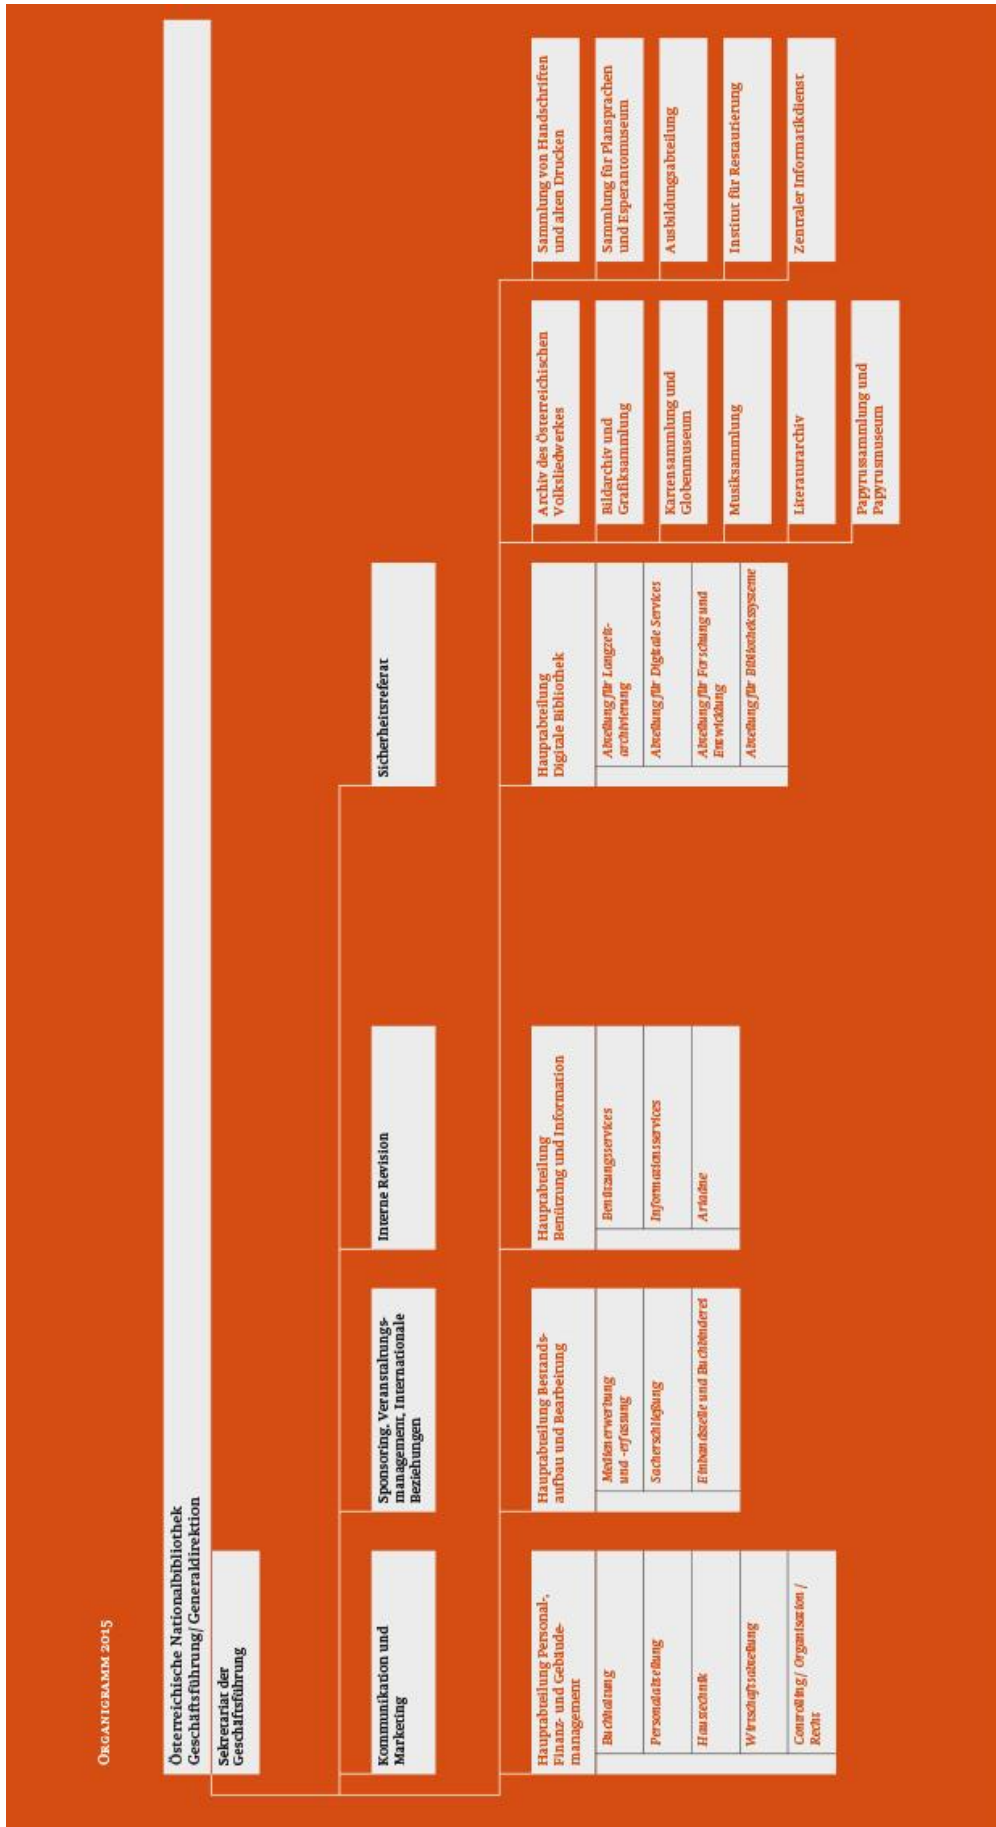 ORGANIGRAMM 2015
Österreichische Nationalbibliothek
Geschäftsführung/ Generaldirektion
Sekretariat der
Geschäftsführung
Kommunikation und
Marketing
Sponsoring, Veranstaltungs-
management, Internationale
Beziehungen
Interne Revision
Sicherheitsreferat
Hauptabteilung Personal-,
Finanz- und Gebäude-
management
Buchhaltung
Personalabteilung
Haustechnik
Wirtschaftsabteilung
Controlling/ Organisation /
Recht
Hauptabteilung Bestands-
aufbau und Bearbeitung
Medienerwerbung
und -erfassung
Sacherschließung
Einbandstelle und Buchbinderei
Hauptabteilung
Benützung und Information
Benützungsservices
Informationsservices
Ariadne
Hauptabteilung
Digitale Bibliothek
Abteilung für Langzeit-
archivierung
Abteilung für Digitale Services
Abteilung für Forschung und
Entwicklung
Abteilung für Bibliothekssysteme
Archiv des Österreichischen
Volksliedwerkes
Bildarchiv und
Grafiksammlung
Kartensammlung und
Globenmuseum
Musiksammlung
Literaturarchiv
Papyrussammlung und
Papyrusmuseum
Sammlung von Handschriften
und alten Drucken
Sammlung für Plansprachen
und Esperantomuseum
Ausbildungsabteilung
Institut für Restaurierung
Zentraler Informatikdienst